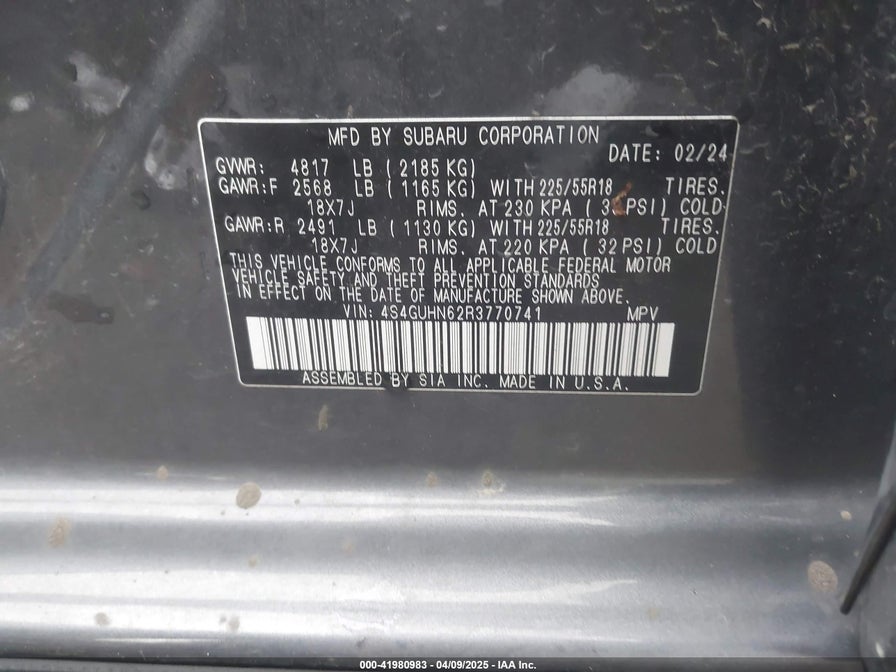 MFD BY SUBARU CORPORATION
DATE: 02/24
GVWR: 4817 LB ( 2185 KG)
GAWR:F 2568 LB ( 1165 KG) WITH 225/55R18 TIRES.
18X7J RIMS. AT 230 KPA ( PSI) COLD
GAWR:R 2491 LB ( 1130 KG) WITH 225/55R18 TIRES.
18X7J RIMS. AT 220 KPA ( 32 PSI) COLD
THIS VEHICLE CONFORMS TO ALL APPLICABLE FEDERAL MOTOR
VEHICLE SAFETY AND THEFT PREVENTION STANDARDS
IN EFFECT ON THE DATE OF MANUFACTURE SHOWN ABOVE.
VIN: 4S4GUHN62R3770741 MPV
ASSEMBLED BY SIA INC. MADE IN U.S.A.
000-41980983 - 04/09/2025 - IAA Inc.